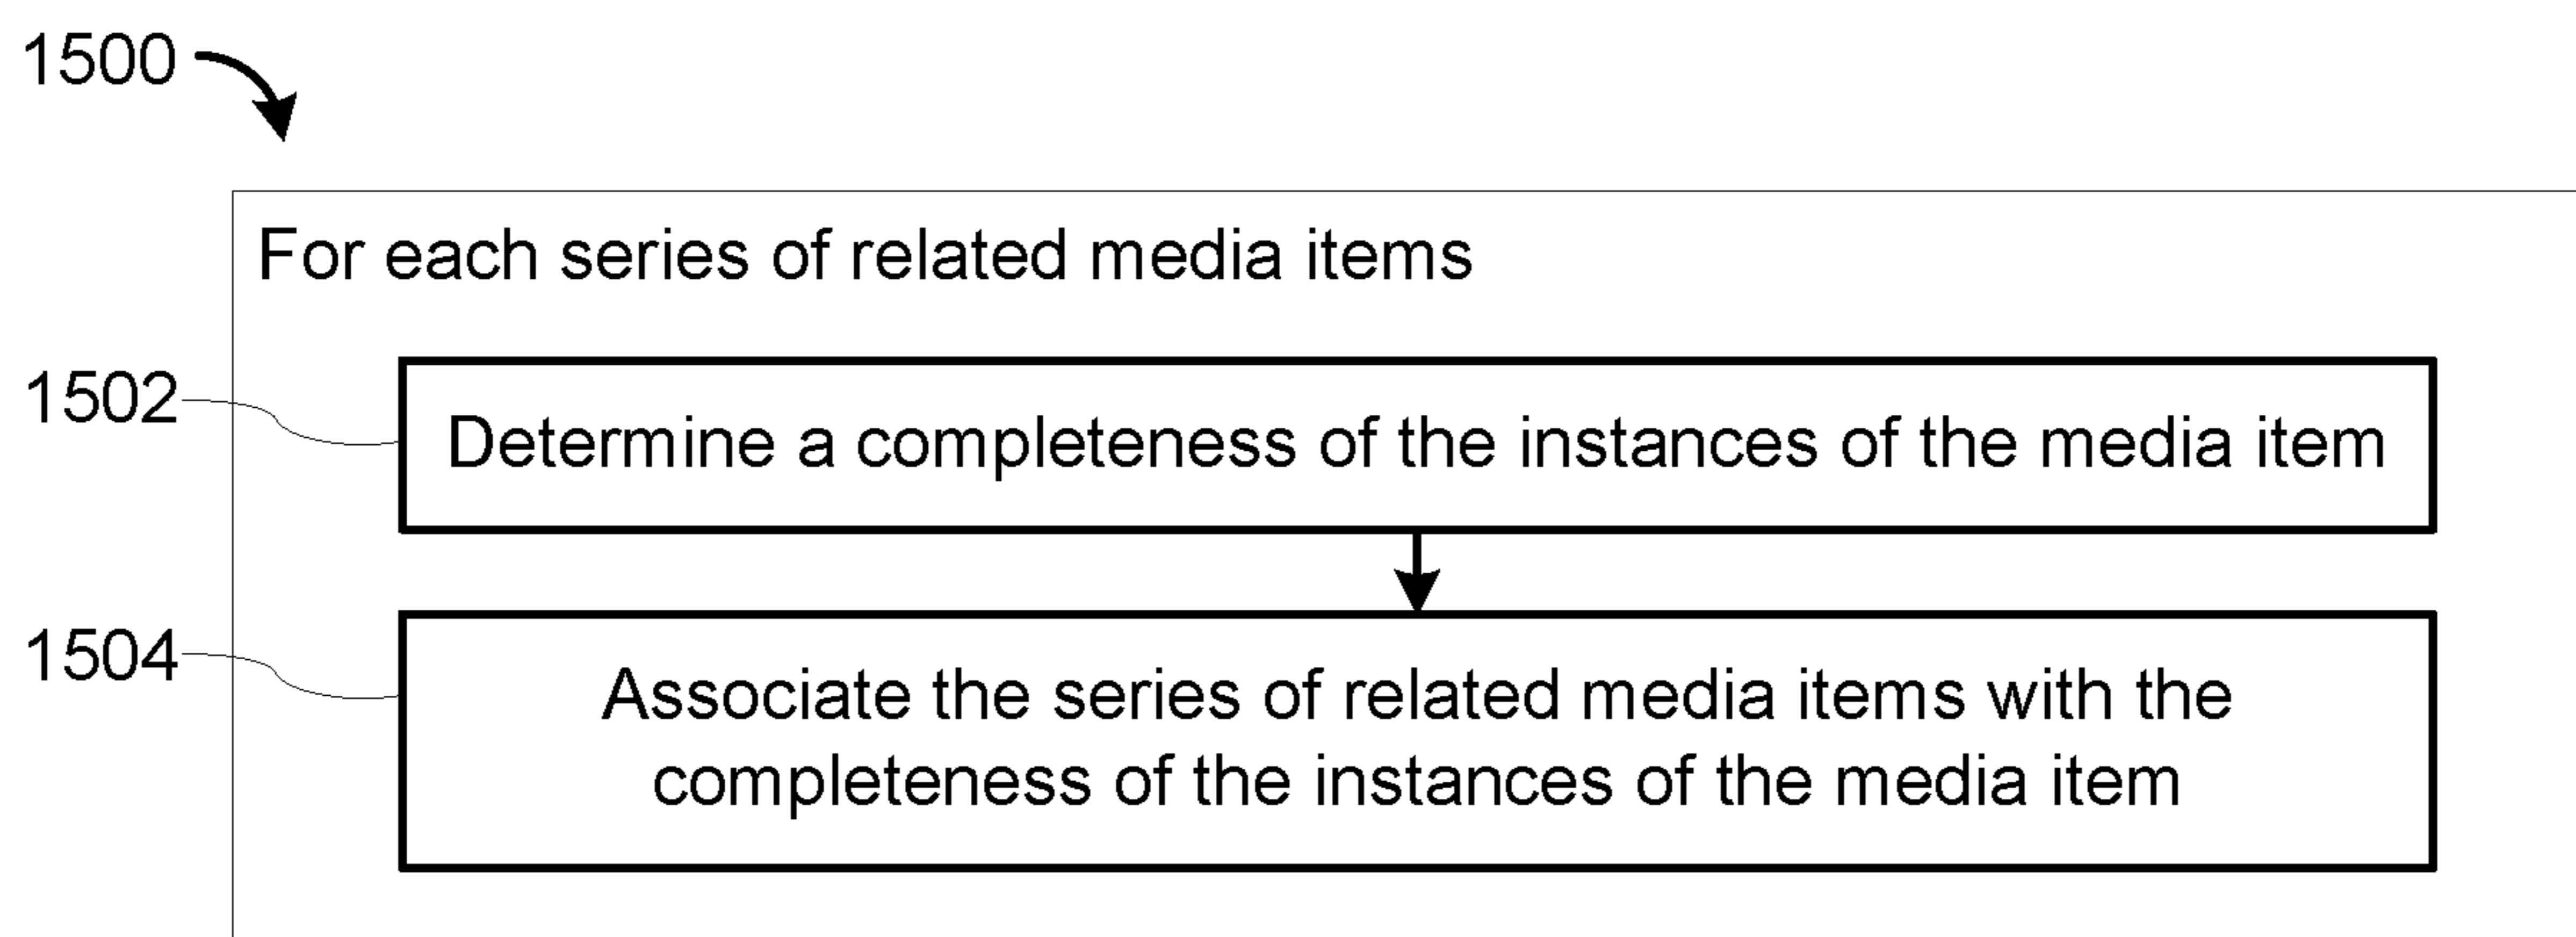 1500
For each series of related media items
1502
Determine a completeness of the instances of the media item
1504
Associate the series of related media items with the
completeness of the instances of the media item